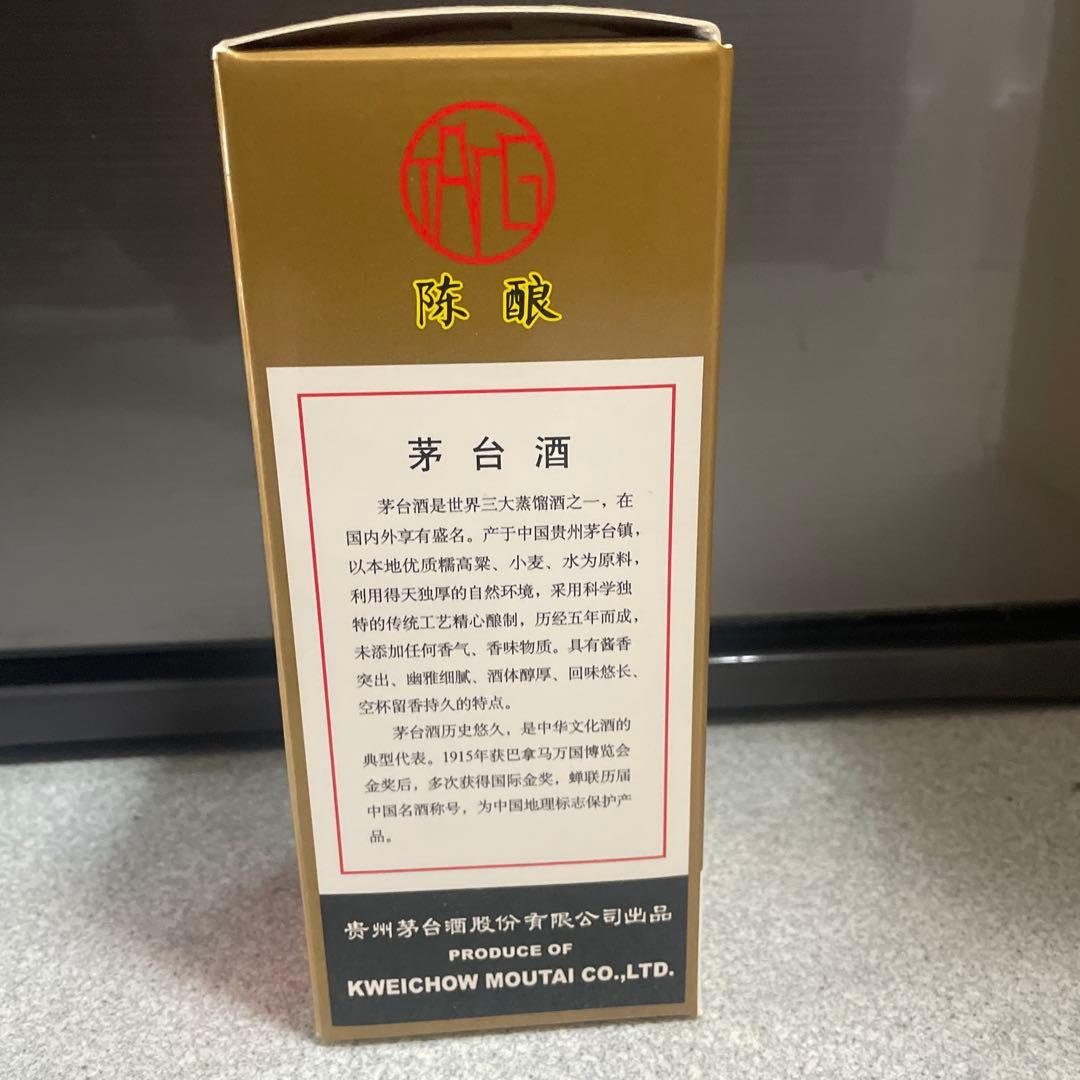 陈酿
茅台酒
茅台酒是世界三大蒸馏酒之一，在
国内外享有盛名。产于中国贵州茅台镇，
以本地优质糯高粱、小麦、水为原料，
利用得天独厚的自然环境，采用科学独
特的传统工艺精心酿制，历经五年而成，
未添加任何香气、香味物质。具有酱香
突出、幽雅细腻、酒体醇厚、回味悠长、
空杯留香持久的特点。
茅台酒历史悠久，是中华文化酒的
典型代表。1915年获巴拿马万国博览会
金奖后，多次获得国际金奖，蝉联历届
中国名酒称号，为中国地理标志保护产
品。
贵州茅台酒股份有限公司出品
PRODUCE OF
KWEICHOW MOUTAI CO.,LTD.